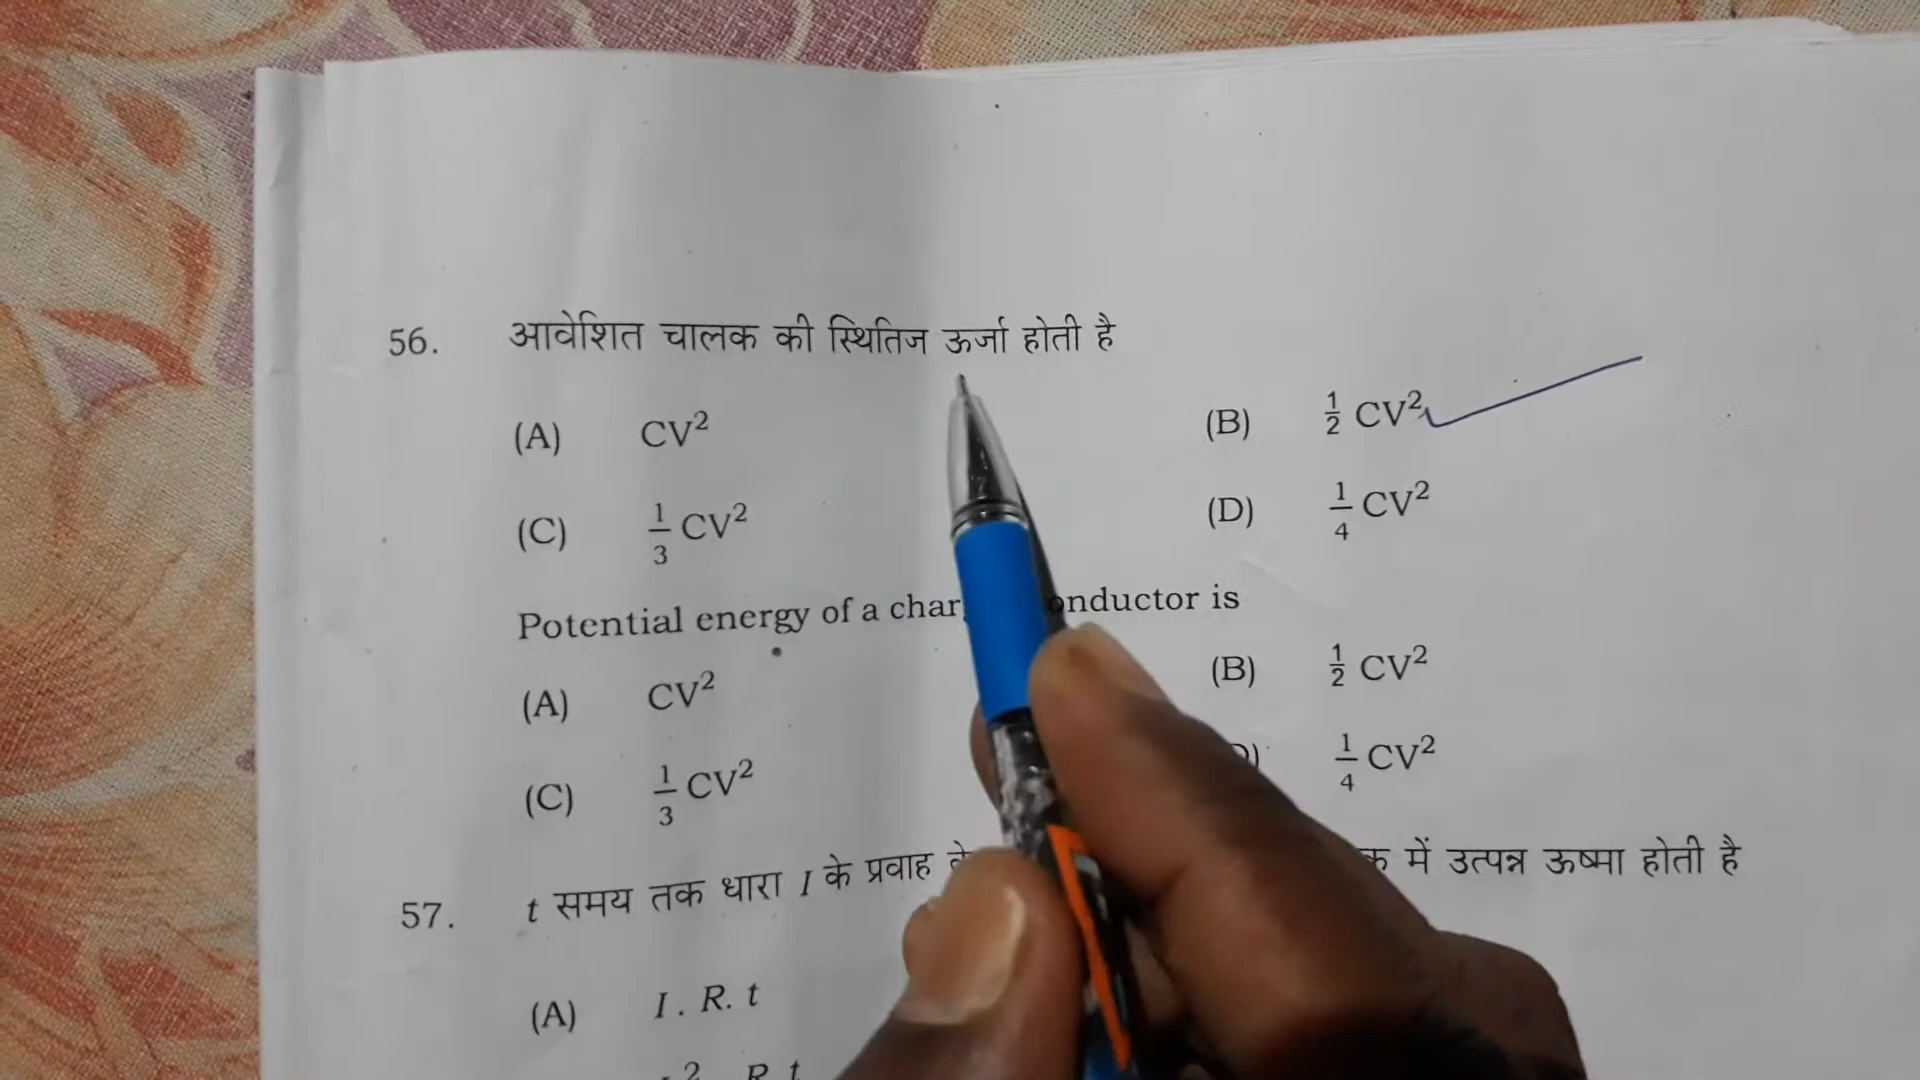 56. आवेशित चालक की स्थितिज ऊर्जा होती है
(A) CV² (B) ½ CV²
(C) 1/3 CV² (D) 1/4 CV²
Potential energy of a char onductor is
(A) CV² (B) ½ CV²
(C) 1/3 CV² 1/4 CV²
57. t समय तक धारा I के प्रवाह में उत्पन्न ऊष्मा होती है
(A) I . R. t